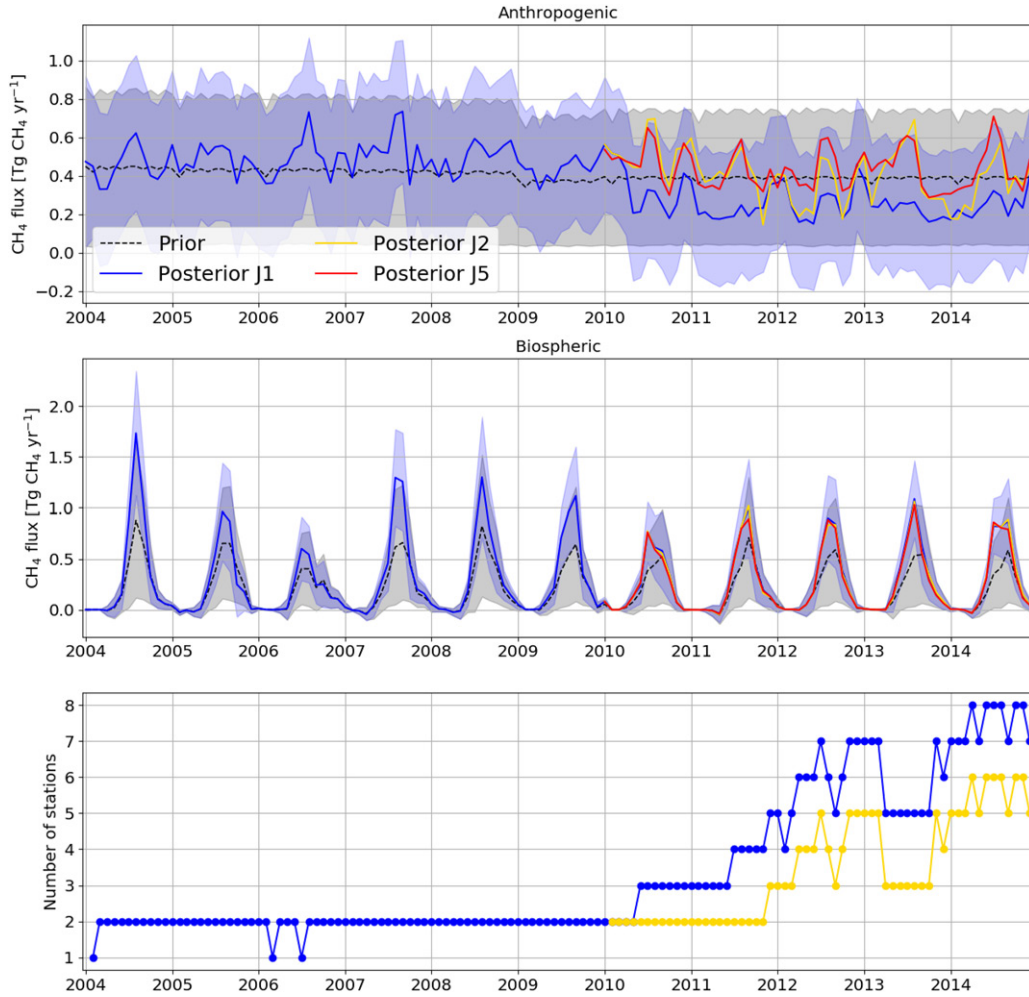 Anthropogenic
CH₄ flux [Tg CH₄ yr⁻¹]
1.0
0.8
0.6
0.4
0.2
0.0
−0.2
Prior
Posterior J1
Posterior J2
Posterior J5
2004 2005 2006 2007 2008 2009 2010 2011 2012 2013 2014
Biospheric
CH₄ flux [Tg CH₄ yr⁻¹]
2.0
1.5
1.0
0.5
0.0
2004 2005 2006 2007 2008 2009 2010 2011 2012 2013 2014
Number of stations
8
7
6
5
4
3
2
1
2004 2005 2006 2007 2008 2009 2010 2011 2012 2013 2014